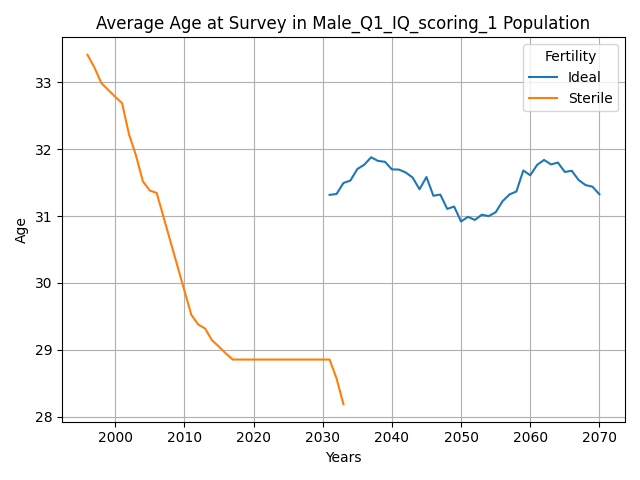 Average Age at Survey in Male_Q1_IQ_scoring_1 Population
Fertility
Ideal
Sterile
33
32
31
30
29
28
Age
2000 2010 2020 2030 2040 2050 2060 2070
Years